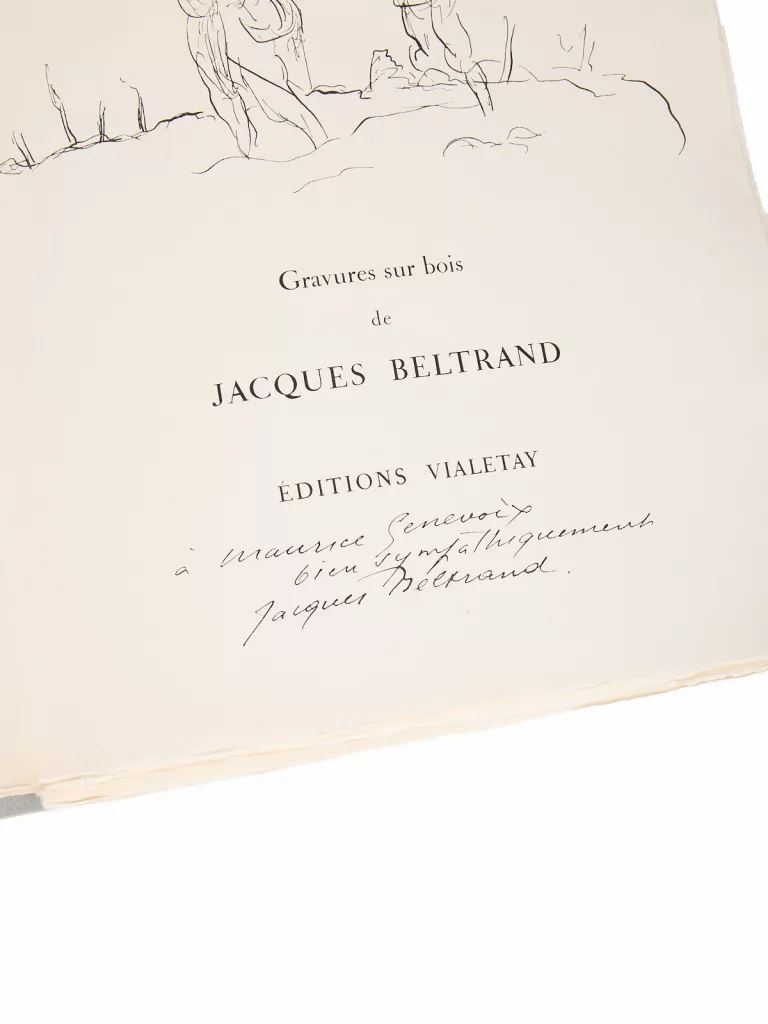 Gravures sur bois
de
JACQUES BELTRAND
ÉDITIONS VIALETAY
à Maurice Genevoix
bien sympathiquement
Jacques Beltrand.